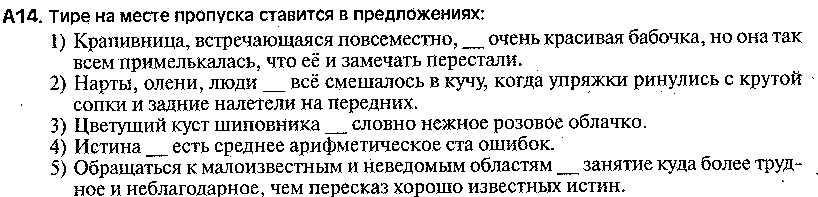 А14. Тире на месте пропуска ставится в предложениях:
1) Крапивница, встречающаяся повсеместно, __ очень красивая бабочка, но она так
всем примелькалась, что её и замечать перестали.
2) Нарты, олени, люди __ всё смешалось в кучу, когда упряжки ринулись с крутой
сопки и задние налетели на передних.
3) Цветущий куст шиповника __ словно нежное розовое облачко.
4) Истина __ есть среднее арифметическое ста ошибок.
5) Обращаться к малоизвестным и неведомым областям __ занятие куда более труд-
ное и неблагодарное, чем пересказ хорошо известных истин.